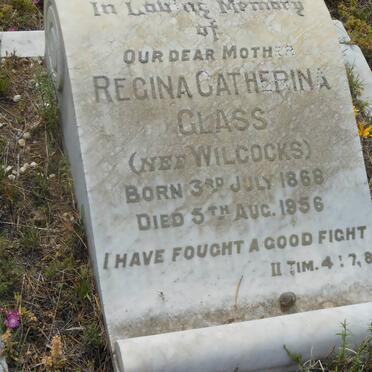 In Loving Memory
of
OUR DEAR MOTHER
REGINA CATHERINA
GLASS
(NEE WILCOCKS)
BORN 3RD JULY 1868
DIED 5TH AUG. 1956
I HAVE FOUGHT A GOOD FIGHT
II TIM. 4:7,8